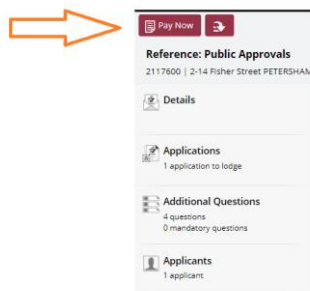 Pay Now
Reference: Public Approvals
2117600 | 2-14 Fisher Street PETERSHAM
Details
Applications
1 application to lodge
Additional Questions
4 questions
0 mandatory questions
Applicants
1 applicant